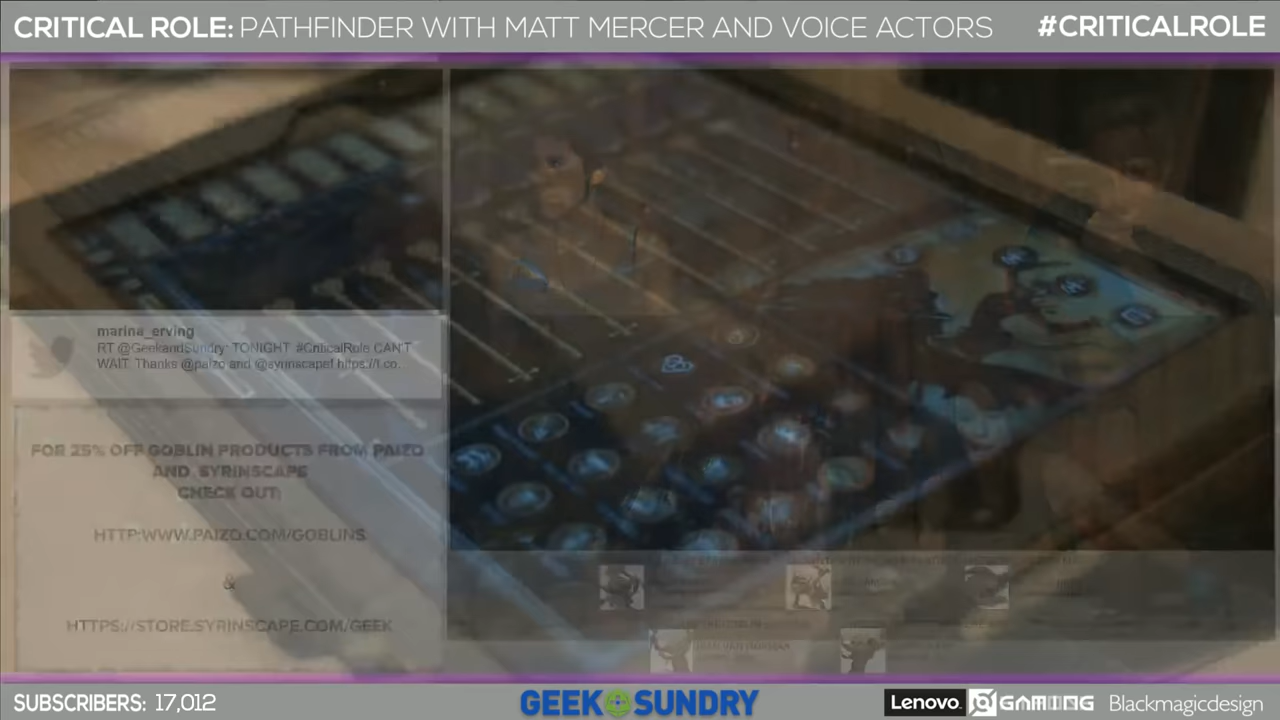 CRITICAL ROLE: PATHFINDER WITH MATT MERCER AND VOICE ACTORS
#CRITICALROLE
marina_erving
RT @GeekandSundry: TONIGHT: #CriticalRole CAN'T
WAIT. Thanks @paizo and @syrinscape! https://t.co...
FOR 25% OFF GOBLIN PRODUCTS FROM PAIZO
AND SYRINSCAPE
CHECK OUT:
HTTP:WWW.PAIZO.COM/GOBLINS
&
HTTPS://STORE.SYRINSCAPE.COM/GEEK
SUBSCRIBERS: 17,012
GEEK & SUNDRY
Lenovo
GAMING
Blackmagicdesign